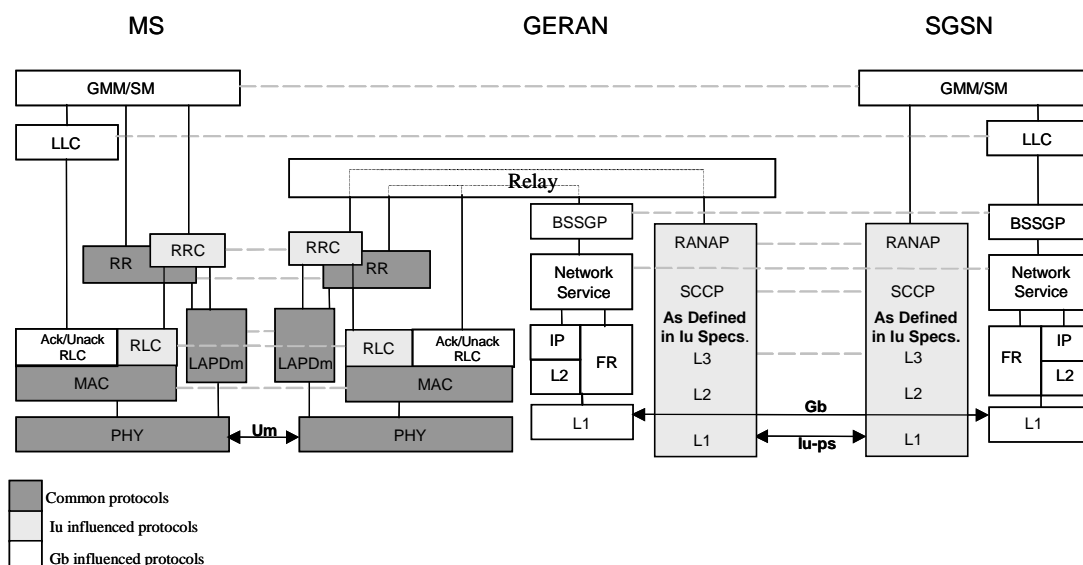 MS GERAN SGSN
GMM/SM GMM/SM
LLC LLC
Relay
BSSGP BSSGP
RRC RRC RANAP RANAP
RR RR
Network Service Network Service
SCCP SCCP
As Defined in Iu Specs. As Defined in Iu Specs.
Ack/Unack RLC RLC LAPDm LAPDm RLC Ack/Unack RLC
IP FR L3 L3 FR IP
MAC MAC L2 L2 L2 L2
Gb
PHY Um PHY L1 L1 Iu-ps L1 L1
Common protocols
Iu influenced protocols
Gb influenced protocols